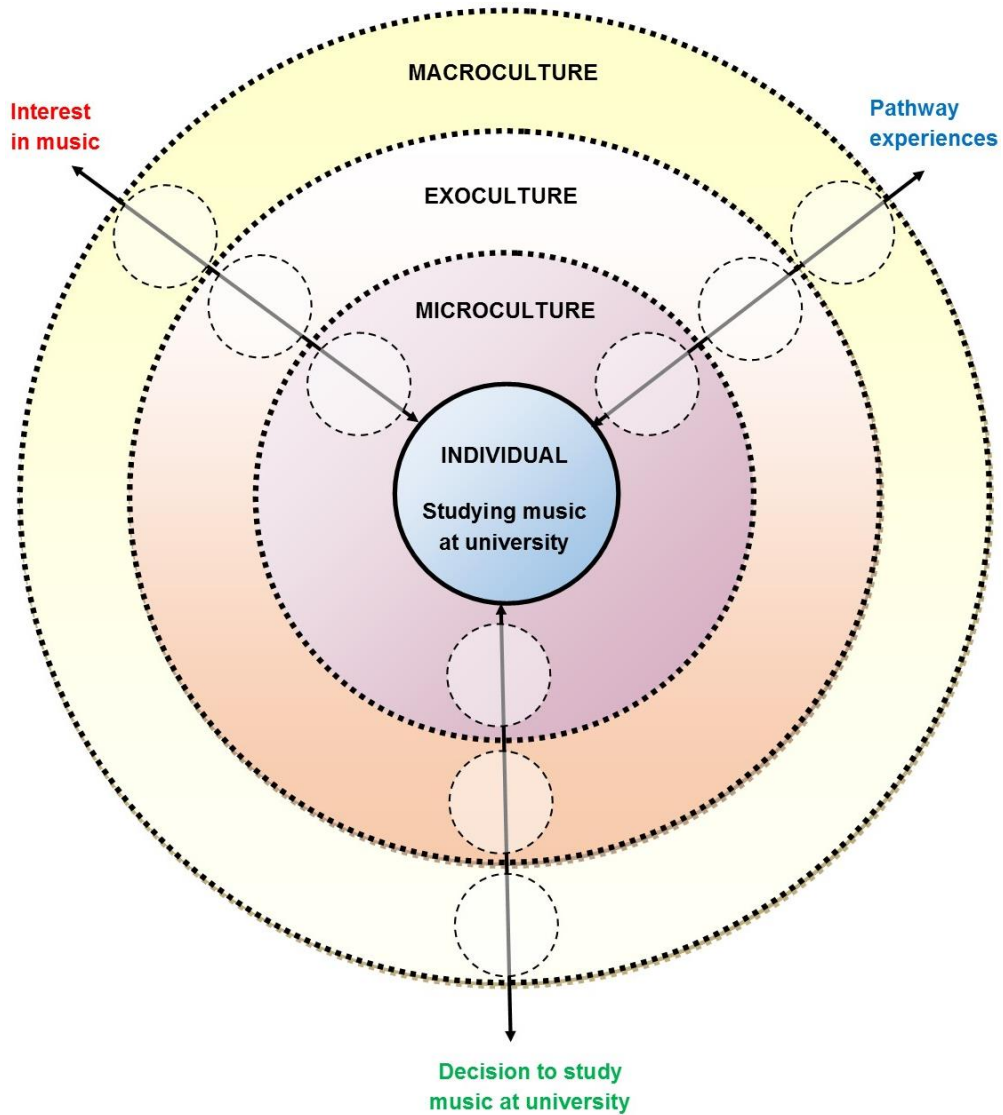 MACROCULTURE
Interest
in music
Pathway
experiences
EXOCULTURE
MICROCULTURE
INDIVIDUAL
Studying music
at university
Decision to study
music at university